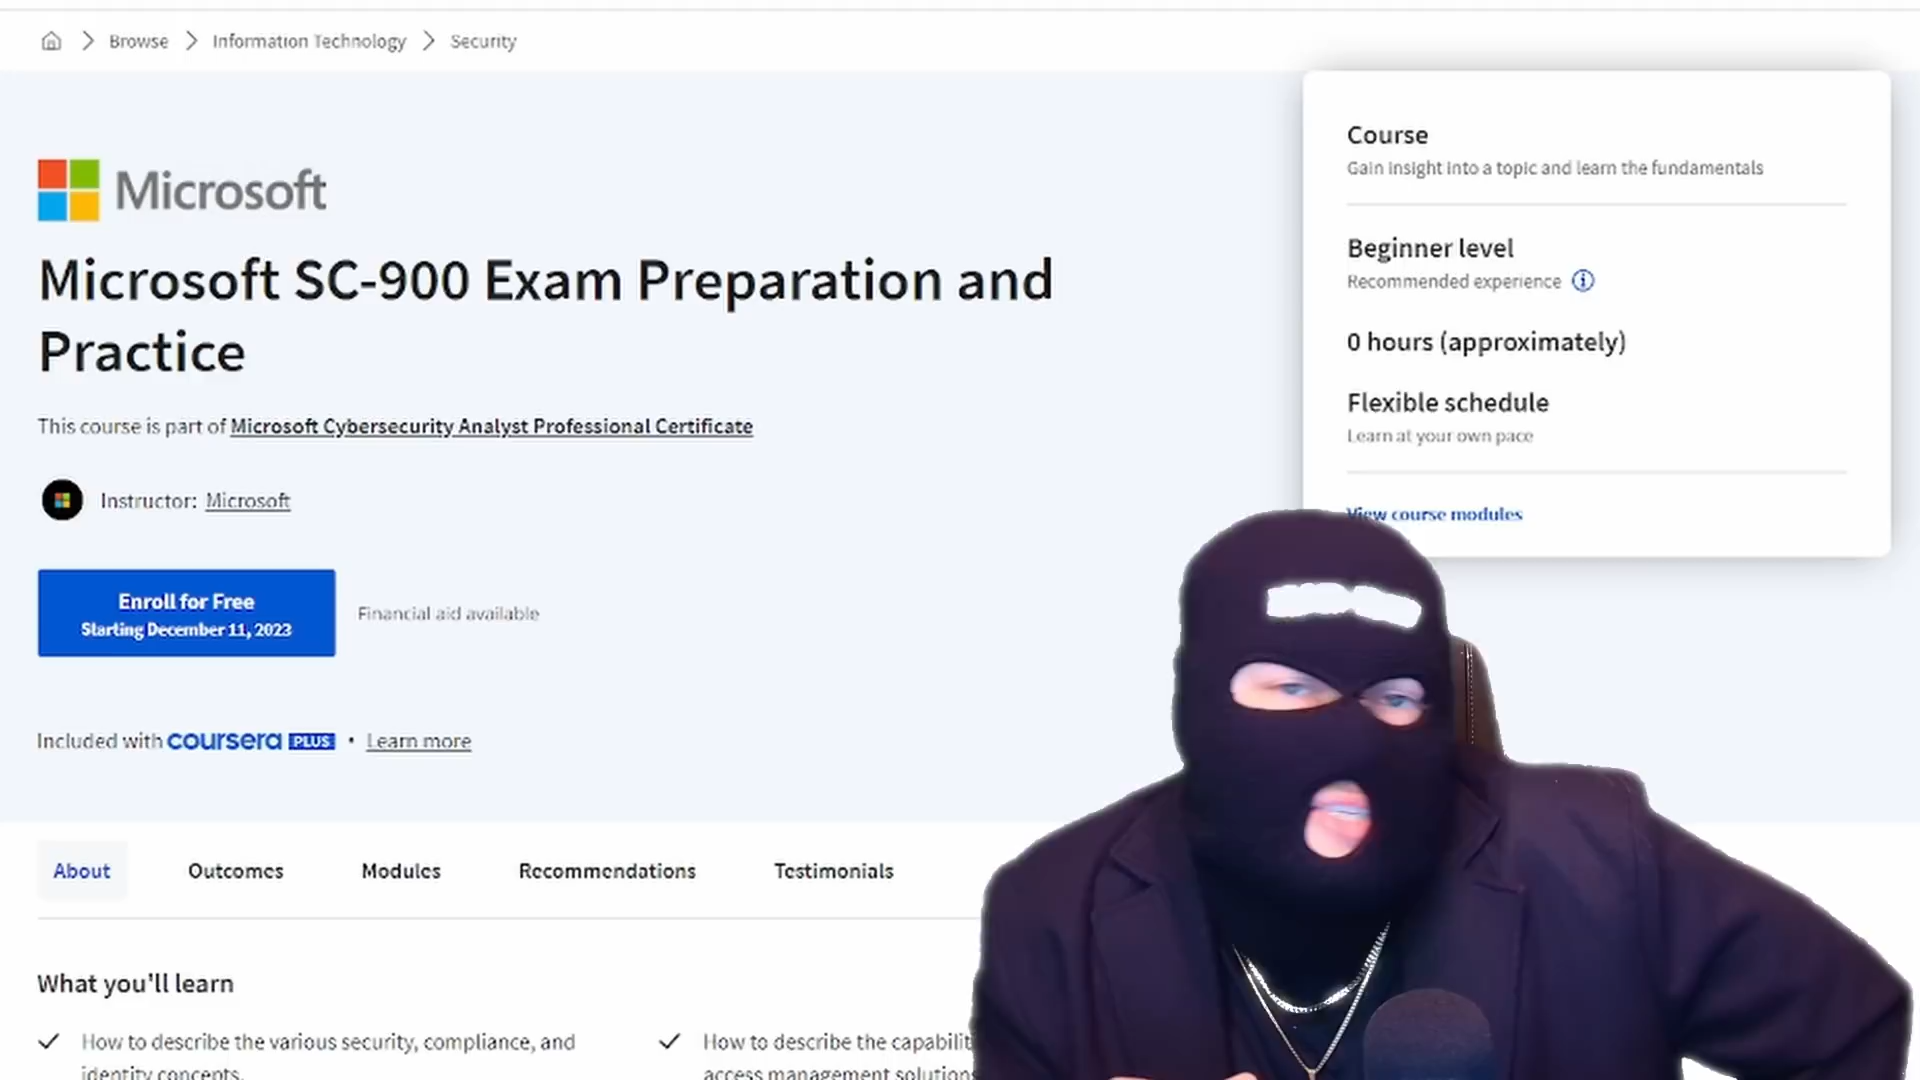 Browse
Information Technology
Security
Microsoft
Microsoft SC-900 Exam Preparation and
Practice
This course is part of Microsoft Cybersecurity Analyst Professional Certificate
Instructor: Microsoft
Enroll for Free
Starting December 11, 2023
Financial aid available
Included with coursera PLUS • Learn more
Course
Gain insight into a topic and learn the fundamentals
Beginner level
Recommended experience
0 hours (approximately)
Flexible schedule
Learn at your own pace
View course modules
About
Outcomes
Modules
Recommendations
Testimonials
What you'll learn
How to describe the various security, compliance, and
identity concepts.
How to describe the
access management